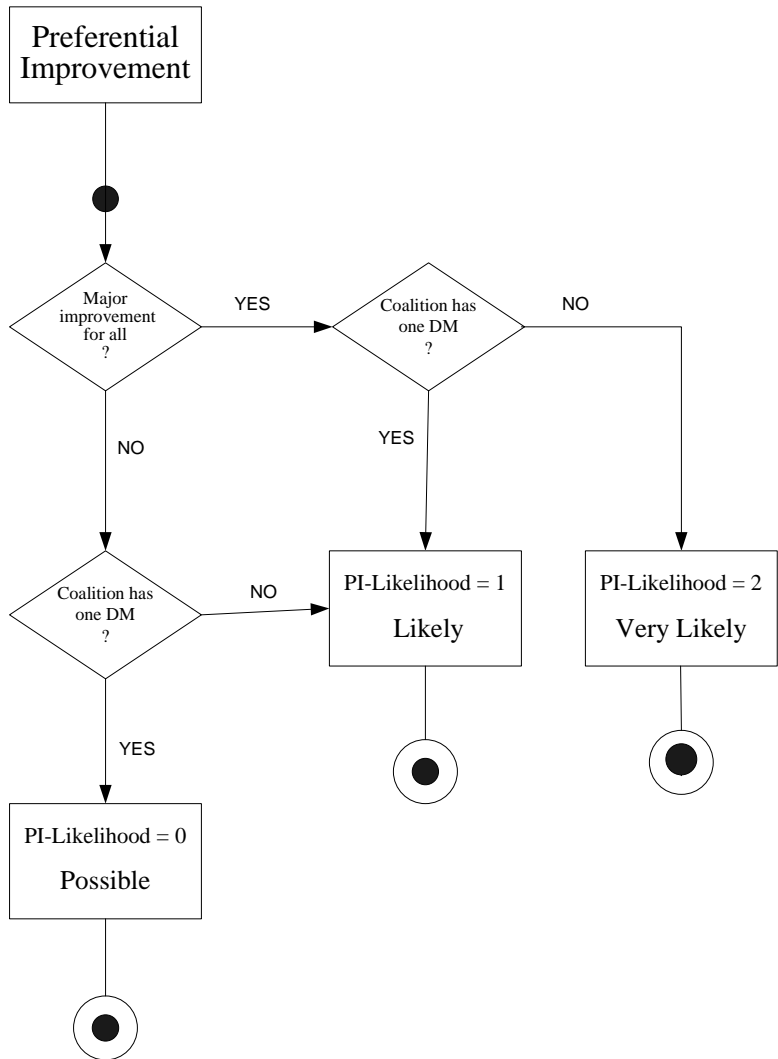 Preferential
Improvement
Major
improvement
for all
?
YES
Coalition has
one DM
?
NO
NO
YES
Coalition has
one DM
?
NO
PI-Likelihood = 1
Likely
PI-Likelihood = 2
Very Likely
YES
PI-Likelihood = 0
Possible